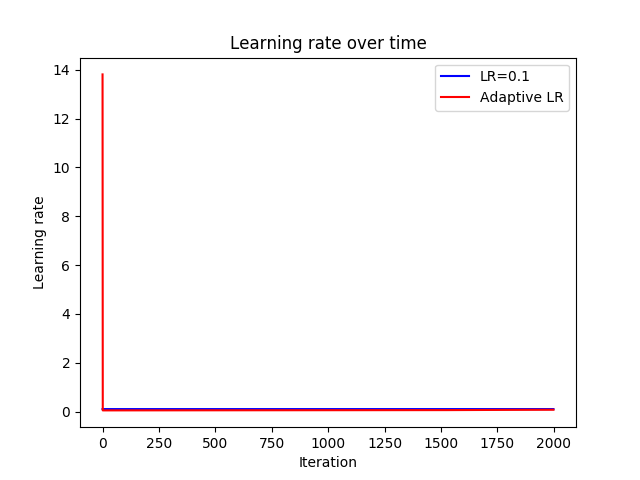 Learning rate over time
LR=0.1
Adaptive LR
14
12
10
8
6
4
2
0
Learning rate
0 250 500 750 1000 1250 1500 1750 2000
Iteration